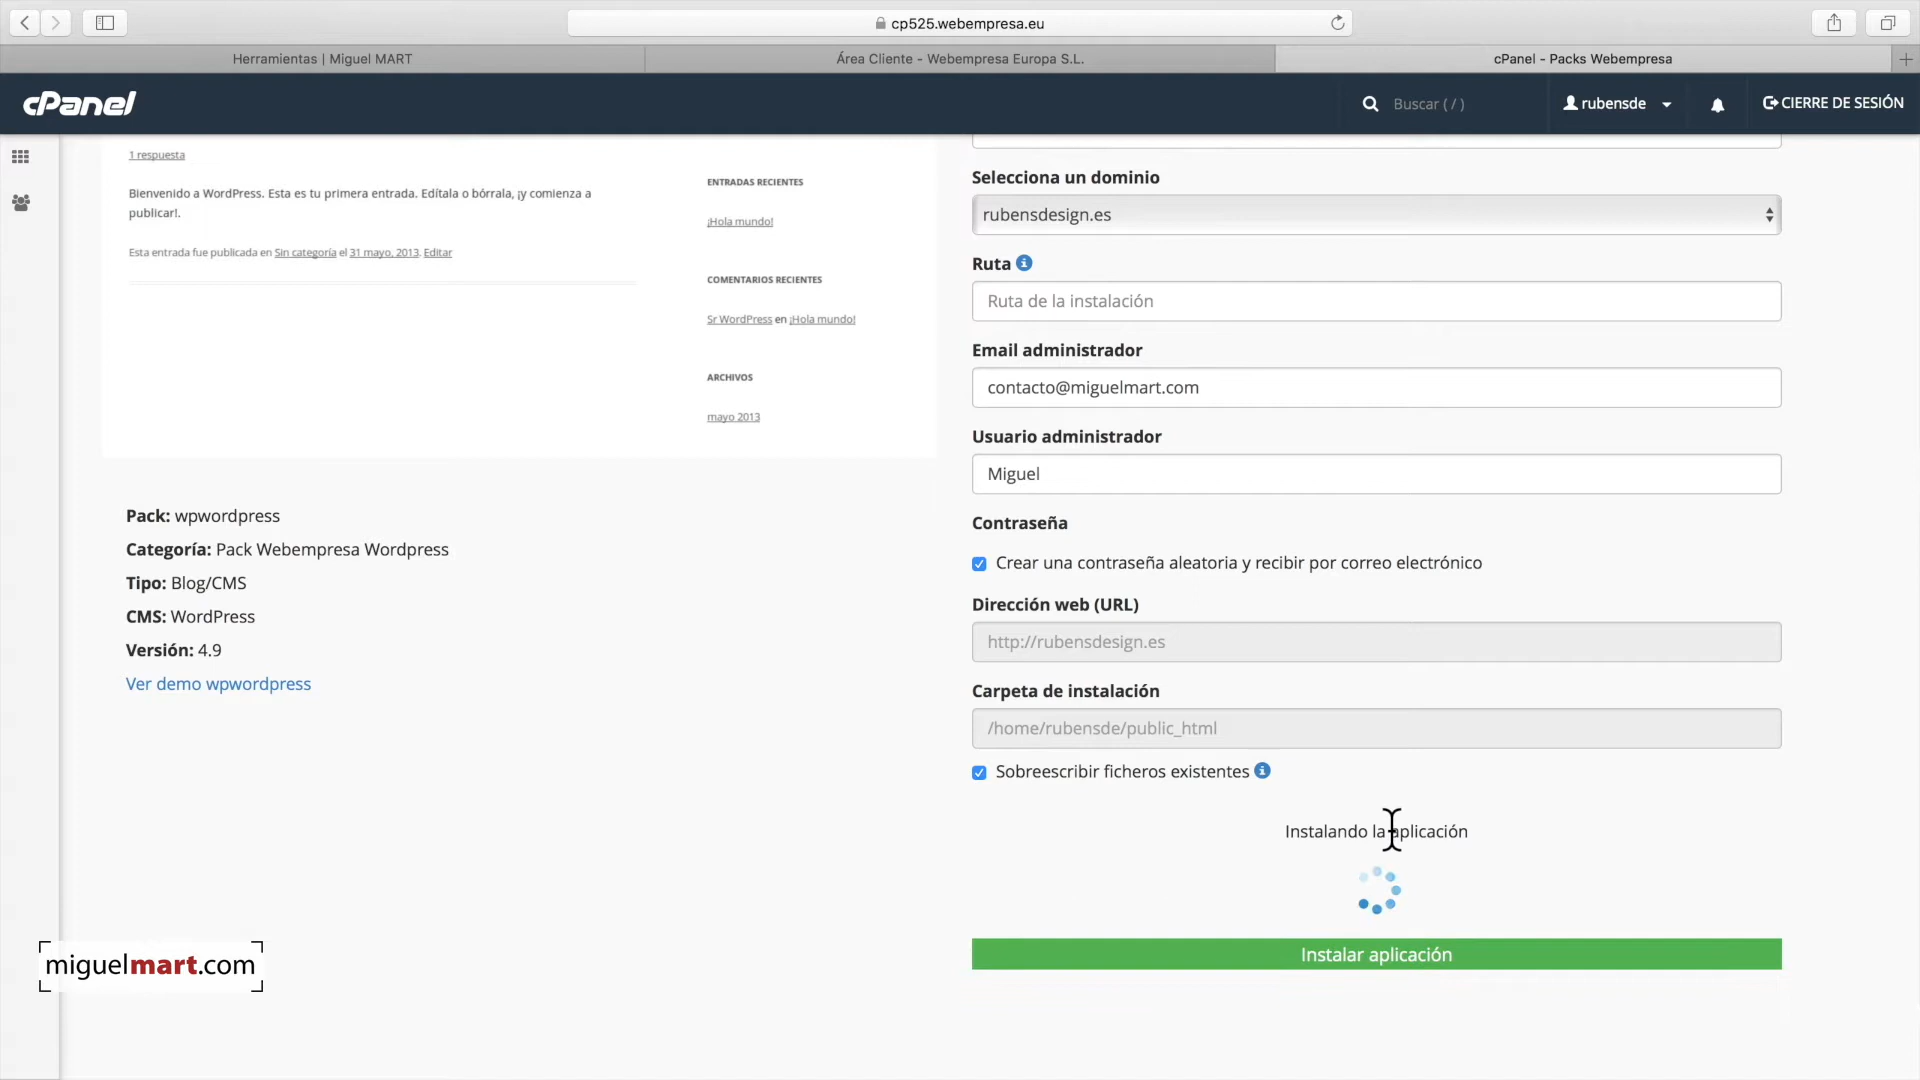 cp525.webempresa.eu
Herramientas | Miguel MART
Área Cliente - Webempresa Europa S.L.
cPanel - Packs Webempresa
cPanel
Buscar ( / )
rubensde
CIERRE DE SESIÓN
1 respuesta
Bienvenido a WordPress. Esta es tu primera entrada. Edítala o bórrala, ¡y comienza a
publicar!.
Esta entrada fue publicada en Sin categoría el 31 mayo, 2013. Editar
ENTRADAS RECIENTES
¡Hola mundo!
COMENTARIOS RECIENTES
Sr WordPress en ¡Hola mundo!
ARCHIVOS
mayo 2013
Pack: wpwordpress
Categoría: Pack Webempresa Wordpress
Tipo: Blog/CMS
CMS: WordPress
Versión: 4.9
Ver demo wpwordpress
Selecciona un dominio
rubensdesign.es
Ruta
Ruta de la instalación
Email administrador
contacto@miguelmart.com
Usuario administrador
Miguel
Contraseña
Crear una contraseña aleatoria y recibir por correo electrónico
Dirección web (URL)
http://rubensdesign.es
Carpeta de instalación
/home/rubensde/public_html
Sobreescribir ficheros existentes
Instalando la aplicación
Instalar aplicación
miguelmart.com